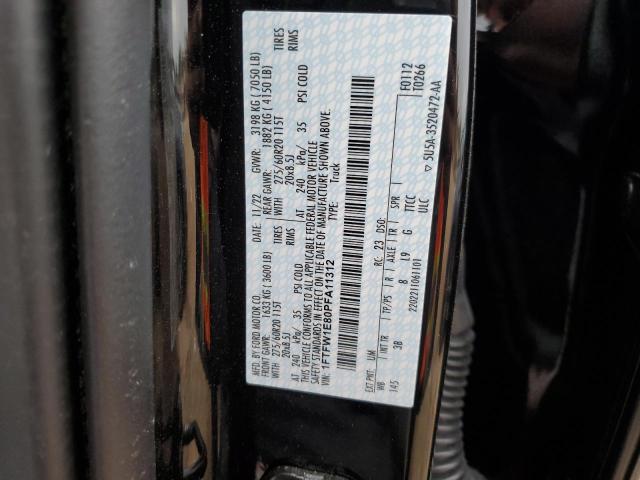 MFD. BY FORD MOTOR CO.
DATE: 11/22 GVWR: 3198 KG ( 7050 LB)
FRONT GAWR: 1633 KG ( 3600 LB) REAR GAWR: 1882 KG ( 4150 LB)
WITH 275/60R20 115T TIRES WITH 275/60R20 115T TIRES
20x8.5J RIMS 20x8.5J RIMS
AT 240 kPa/ 35 PSI COLD AT 240 kPa/ 35 PSI COLD
THIS VEHICLE CONFORMS TO ALL APPLICABLE FEDERAL MOTOR VEHICLE
SAFETY STANDARDS IN EFFECT ON THE DATE OF MANUFACTURE SHOWN ABOVE.
VIN: 1FTFW1E80PFA11312 TYPE: Truck
F0112
T0266
EXT PNT: UM RC: 23 DSO:
WB INT TR TP/PS R AXLE TR SPR
145 3B 8 19 G TTCC
2202211061101 ULC
▽ 5U5A-3520472-AA